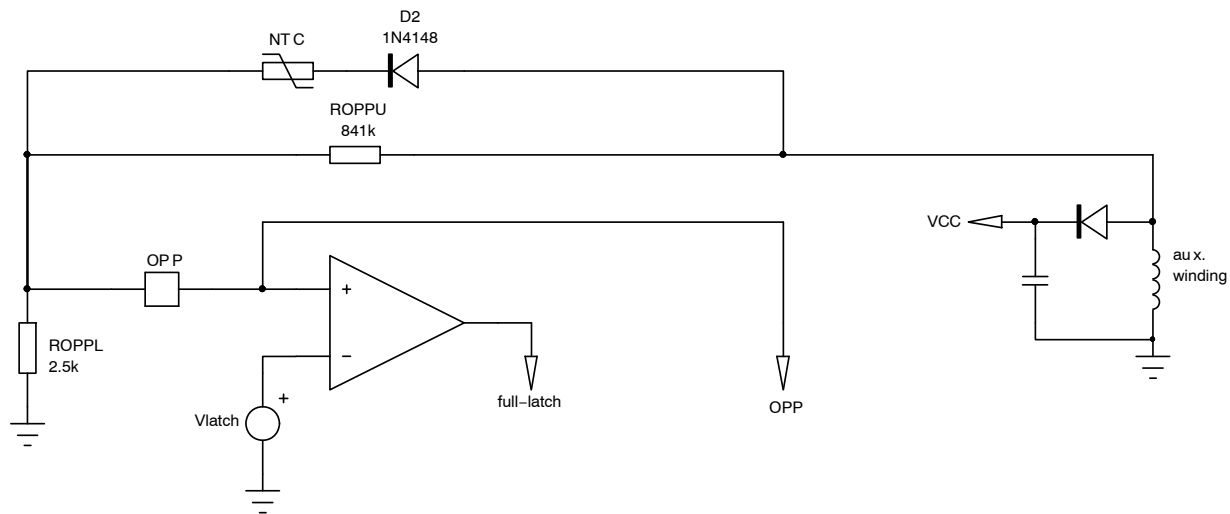 D2
1N4148
NTC
ROPPU
841k
VCC
aux.
winding
OPP
+
−
ROPPL
2.5k
+
Vlatch
full−latch
OPP